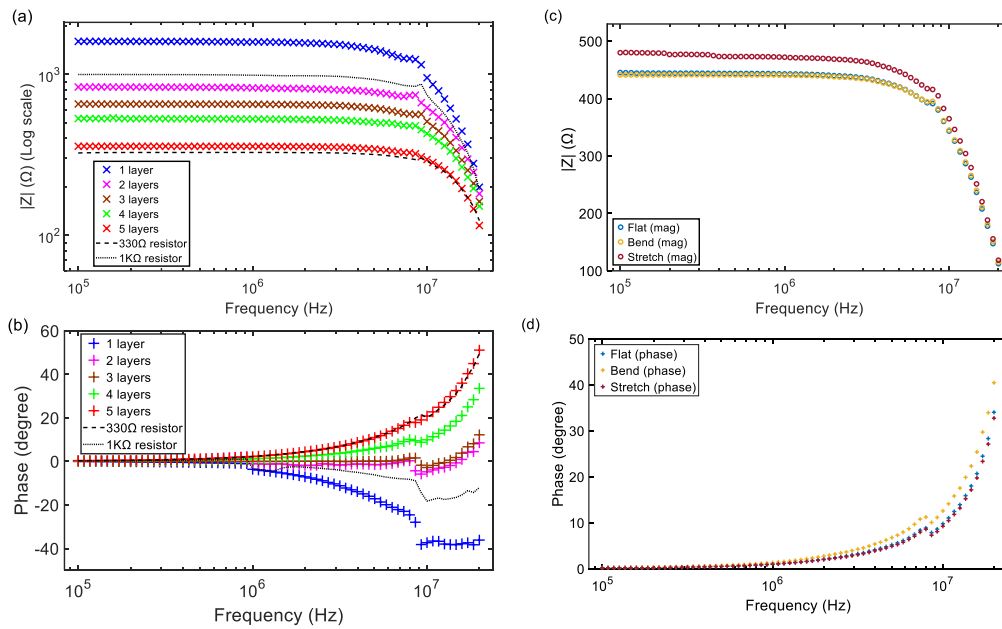 (a)
|Z| (Ω) (Log scale)
10³
10²
1 layer
2 layers
3 layers
4 layers
5 layers
330Ω resistor
1KΩ resistor
10⁵
10⁶
10⁷
Frequency (Hz)
(b)
Phase (degree)
60
40
20
0
-20
-40
1 layer
2 layers
3 layers
4 layers
5 layers
330Ω resistor
1KΩ resistor
10⁵
10⁶
10⁷
Frequency (Hz)
(c)
|Z| (Ω)
500
400
300
200
100
Flat (mag)
Bend (mag)
Stretch (mag)
10⁵
10⁶
10⁷
Frequency (Hz)
(d)
Phase (degree)
50
40
30
20
10
0
Flat (phase)
Bend (phase)
Stretch (phase)
10⁵
10⁶
10⁷
Frequency (Hz)